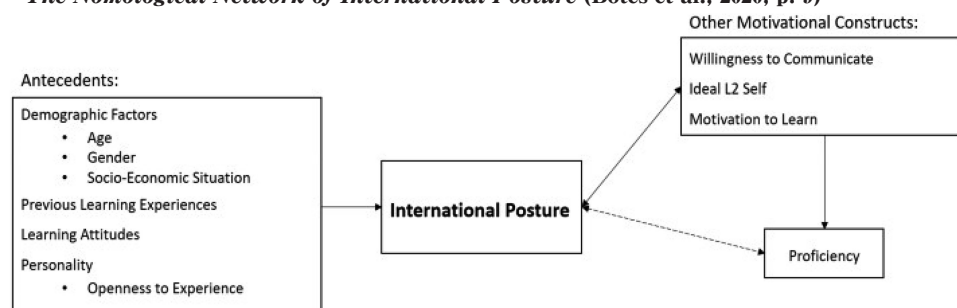 The Nomological Network of International Posture (Botes et al., 2020, p. 6)
Other Motivational Constructs:
Willingness to Communicate
Ideal L2 Self
Motivation to Learn
Antecedents:
Demographic Factors
• Age
• Gender
• Socio-Economic Situation
Previous Learning Experiences
Learning Attitudes
Personality
• Openness to Experience
International Posture
Proficiency